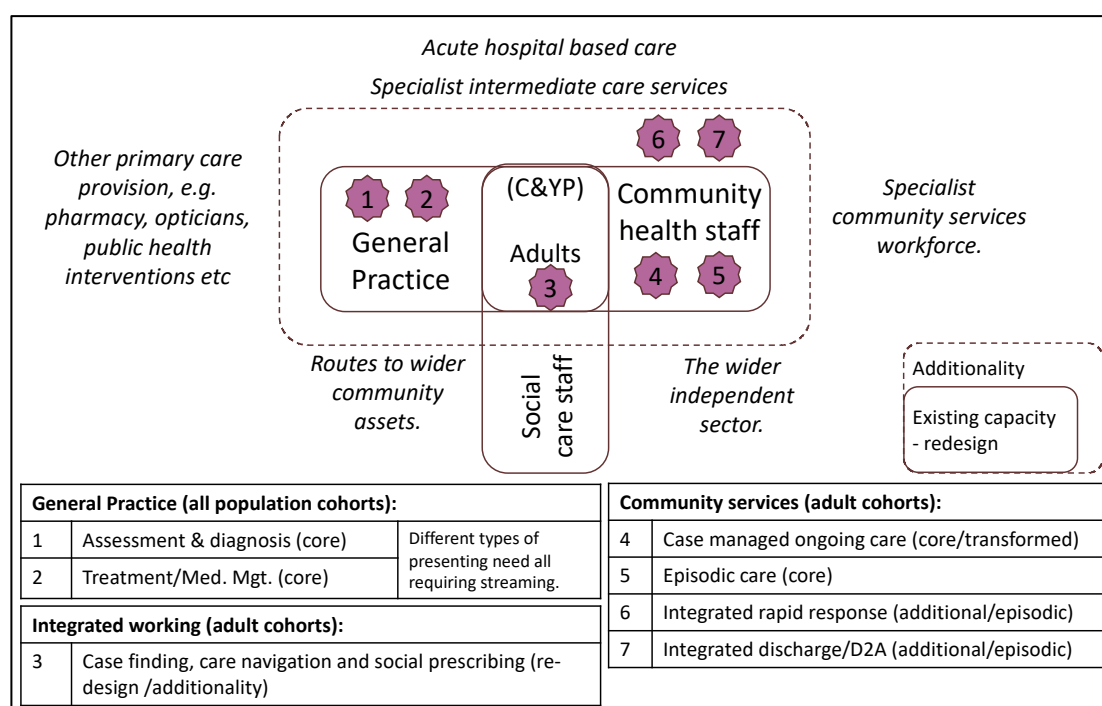 Acute hospital based care
Specialist intermediate care services
Other primary care
provision, e.g.
pharmacy, opticians,
public health
interventions etc
1
2
General
Practice
(C&YP)
Adults
3
6
7
Community
health staff
4
5
Specialist
community services
workforce.
Routes to wider
community
assets.
Social
care staff
The wider
independent
sector.
Additionality
Existing capacity
- redesign
General Practice (all population cohorts):
1 Assessment & diagnosis (core)
2 Treatment/Med. Mgt. (core)
Different types of
presenting need all
requiring streaming.
Integrated working (adult cohorts):
3 Case finding, care navigation and social prescribing (re-
design /additionality)
Community services (adult cohorts):
4 Case managed ongoing care (core/transformed)
5 Episodic care (core)
6 Integrated rapid response (additional/episodic)
7 Integrated discharge/D2A (additional/episodic)